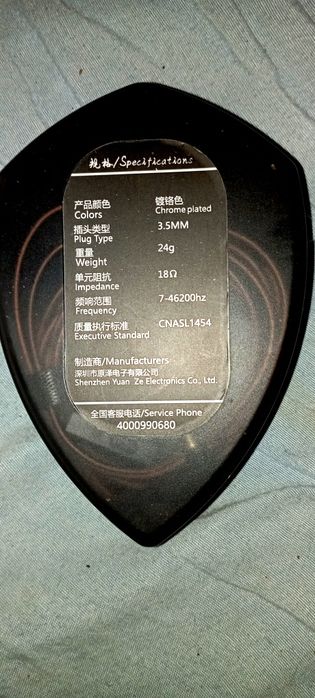 规格/Specifications
产品颜色 镀铬色
Colors Chrome plated
插头类型 3.5MM
Plug Type
重量 24g
Weight
单元阻抗 18Ω
Impedance
频响范围 7-46200hz
Frequency
质量执行标准 CNASL1454
Executive Standard
制造商/Manufacturers
深圳市原泽电子有限公司
Shenzhen Yuan Ze Electronics Co., Ltd.
全国客服电话/Service Phone
4000990680